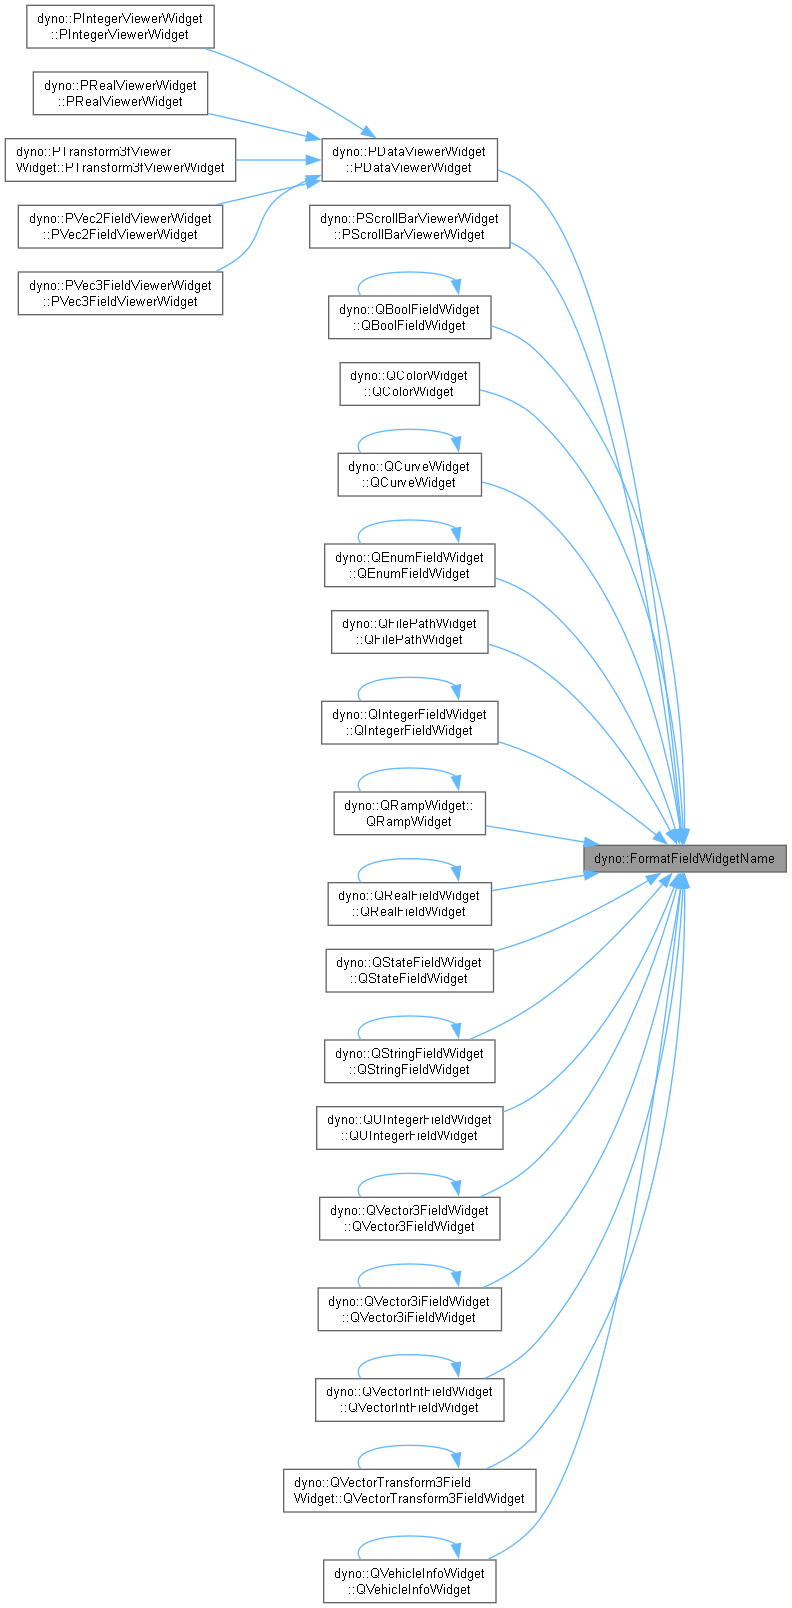 dyno::PIntegerViewerWidget
::PIntegerViewerWidget
dyno::PRealViewerWidget
::PRealViewerWidget
dyno::PTransform3fViewer
Widget::PTransform3fViewerWidget
dyno::PVec2FieldViewerWidget
::PVec2FieldViewerWidget
dyno::PVec3FieldViewerWidget
::PVec3FieldViewerWidget
dyno::PDataViewerWidget
::PDataViewerWidget
dyno::PScrollBarViewerWidget
::PScrollBarViewerWidget
dyno::QBoolFieldWidget
::QBoolFieldWidget
dyno::QColorWidget
::QColorWidget
dyno::QCurveWidget
::QCurveWidget
dyno::QEnumFieldWidget
::QEnumFieldWidget
dyno::QFilePathWidget
::QFilePathWidget
dyno::QIntegerFieldWidget
::QIntegerFieldWidget
dyno::QRampWidget::
QRampWidget
dyno::QRealFieldWidget
::QRealFieldWidget
dyno::QStateFieldWidget
::QStateFieldWidget
dyno::QStringFieldWidget
::QStringFieldWidget
dyno::QUIntegerFieldWidget
::QUIntegerFieldWidget
dyno::QVector3FieldWidget
::QVector3FieldWidget
dyno::QVector3iFieldWidget
::QVector3iFieldWidget
dyno::QVectorIntFieldWidget
::QVectorIntFieldWidget
dyno::QVectorTransform3Field
Widget::QVectorTransform3FieldWidget
dyno::QVehicleInfoWidget
::QVehicleInfoWidget
dyno::FormatFieldWidgetName